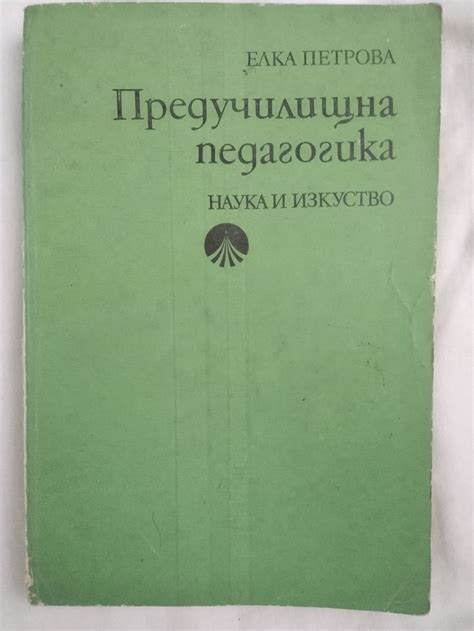 ЕЛКА ПЕТРОВА
Предучилищна
педагогика
НАУКА И ИЗКУСТВО